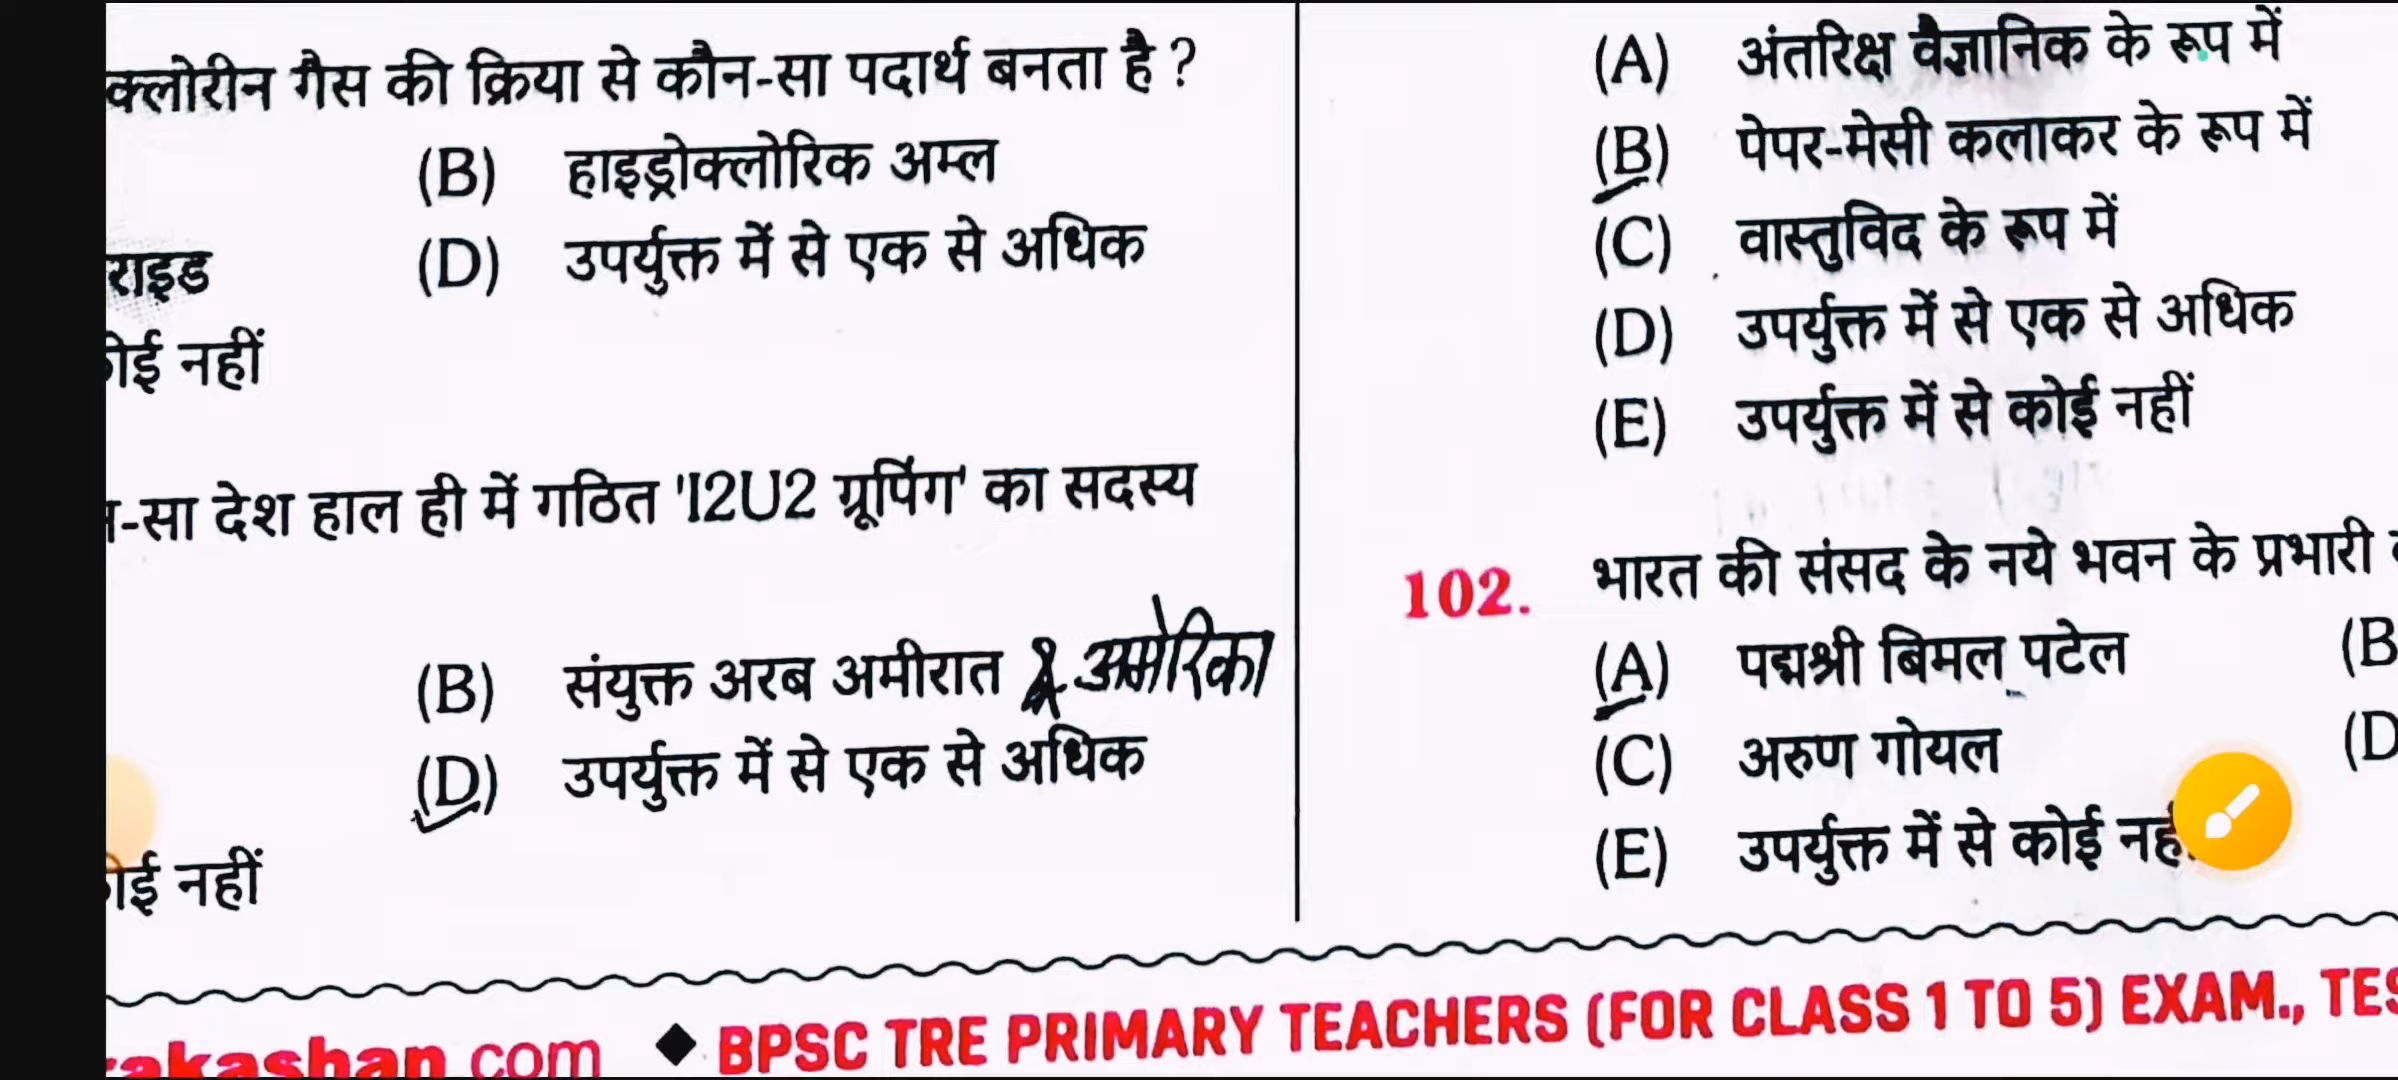 क्लोरीन गैस की क्रिया से कौन-सा पदार्थ बनता है ?
(B) हाइड्रोक्लोरिक अम्ल
राइड (D) उपर्युक्त में से एक से अधिक
ोई नहीं
-सा देश हाल ही में गठित 'I2U2 ग्रूपिंग' का सदस्य
(B) संयुक्त अरब अमीरात & अमेरिका
(D) उपर्युक्त में से एक से अधिक
ोई नहीं
(A) अंतरिक्ष वैज्ञानिक के रूप में
(B) पेपर-मेसी कलाकर के रूप में
(C) वास्तुविद के रूप में
(D) उपर्युक्त में से एक से अधिक
(E) उपर्युक्त में से कोई नहीं
102. भारत की संसद के नये भवन के प्रभारी
(A) पद्मश्री बिमल पटेल (B
(C) अरुण गोयल (D
(E) उपर्युक्त में से कोई नहीं
rakashan.com ◆ BPSC TRE PRIMARY TEACHERS (FOR CLASS 1 TO 5) EXAM., TES